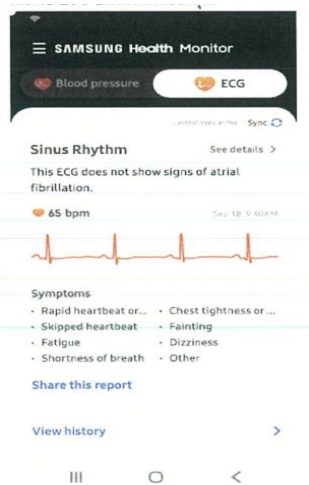 SAMSUNG Health Monitor
Blood pressure
ECG
Sync
Sinus Rhythm
See details >
This ECG does not show signs of atrial
fibrillation.
65 bpm
Symptoms
· Rapid heartbeat or...
· Chest tightness or ...
· Skipped heartbeat
· Fainting
· Fatigue
· Dizziness
· Shortness of breath
· Other
Share this report
View history >